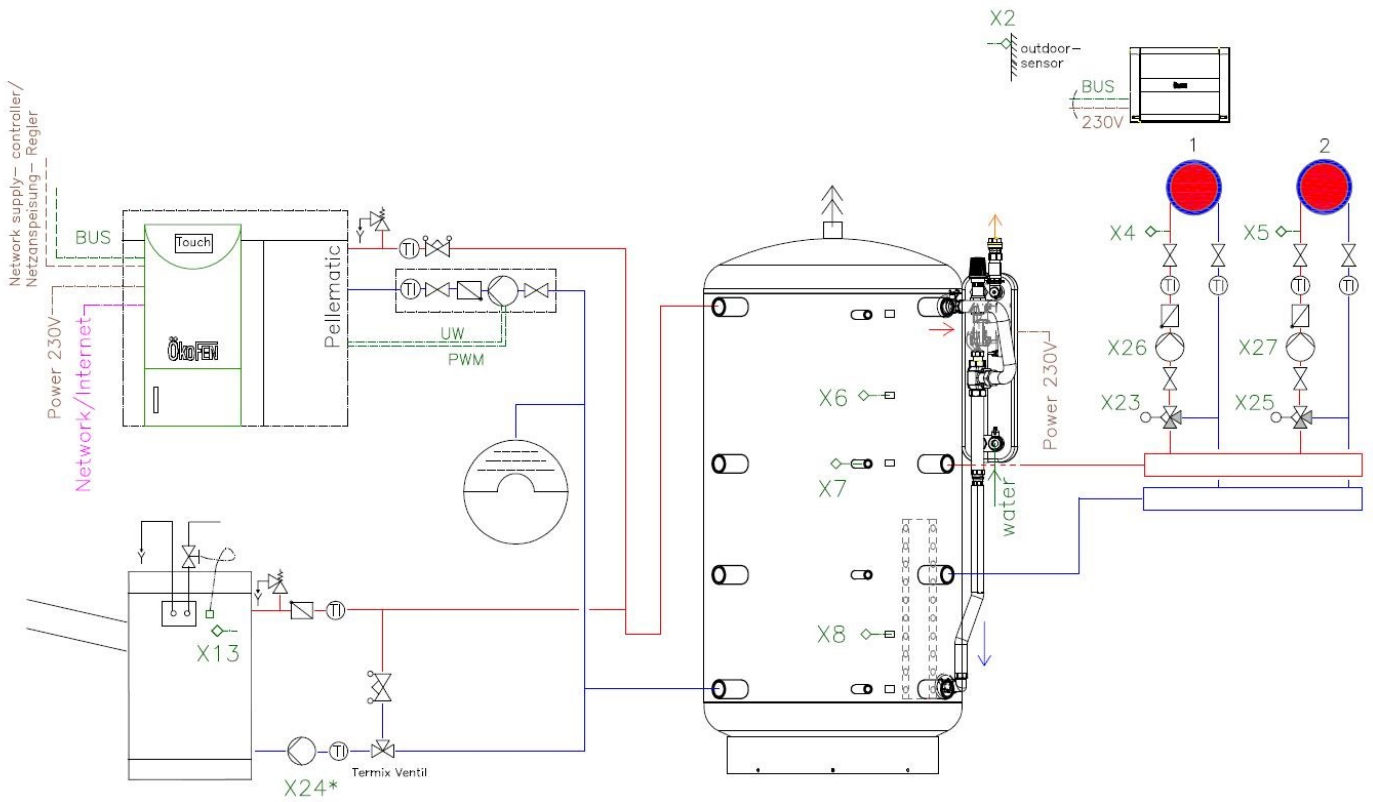 X2
outdoor-
sensor
BUS
230V
1
2
Network supply- controller/
Netzanspeisung- Regler
BUS
Touch
Pellematic
TI
TI
ÖkoFEN
UW
PWM
Power 230V
Network/Internet
X4
X5
TI
TI
TI
TI
X26
X27
X23
X25
X6
X7
X8
Power 230V
water
X13
TI
TI
X24*
Termix Ventil